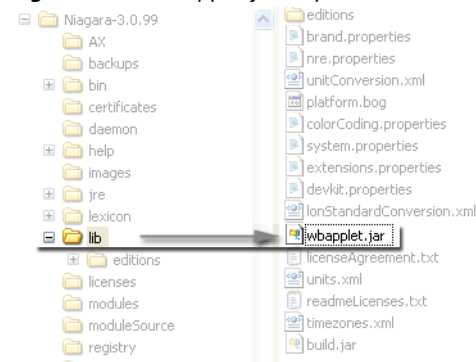 Niagara-3.0.99
AX
backups
bin
certificates
daemon
help
images
jre
lexicon
lib
editions
licenses
modules
moduleSource
registry
editions
brand.properties
nre.properties
unitConversion.xml
platform.bog
colorCoding.properties
system.properties
extensions.properties
devkit.properties
lonStandardConversion.xml
wbapplet.jar
licenseAgreement.txt
units.xml
readmeLicenses.txt
timezones.xml
build.jar